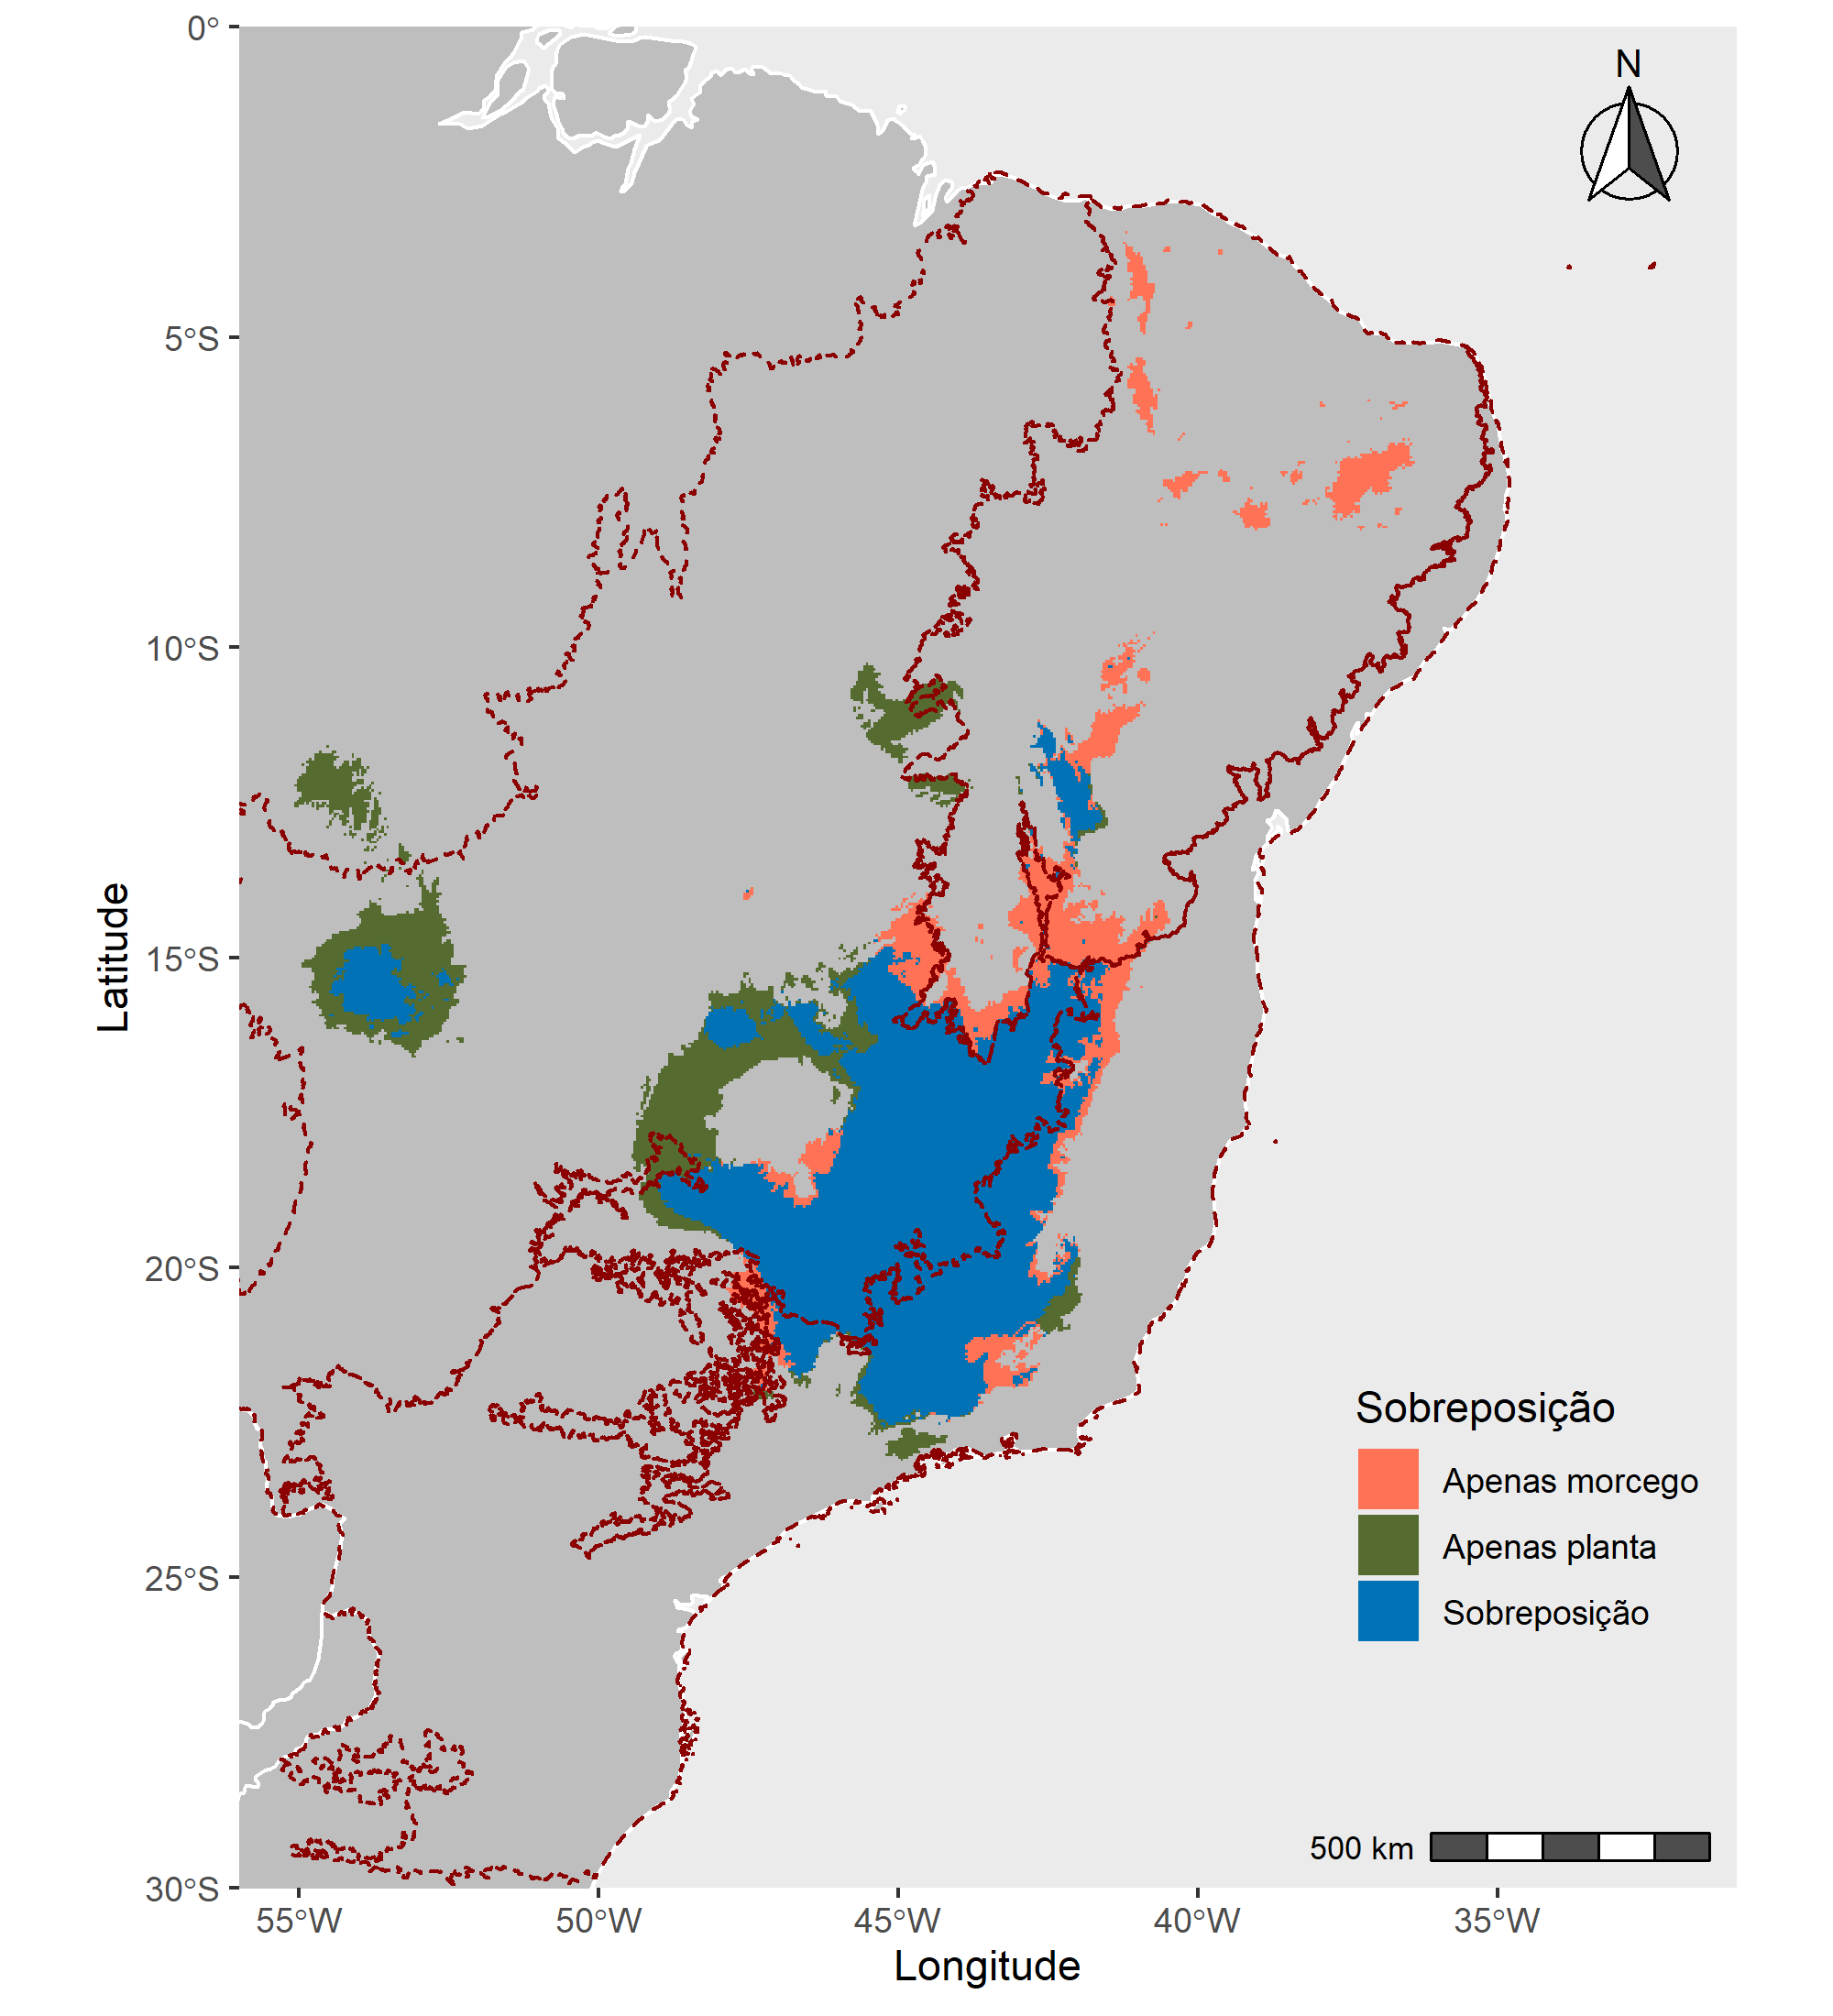 0°
N
5°S
10°S
15°S
20°S
25°S
30°S
Latitude
Sobreposição
Apenas morcego
Apenas planta
Sobreposição
500 km
55°W
50°W
45°W
40°W
35°W
Longitude